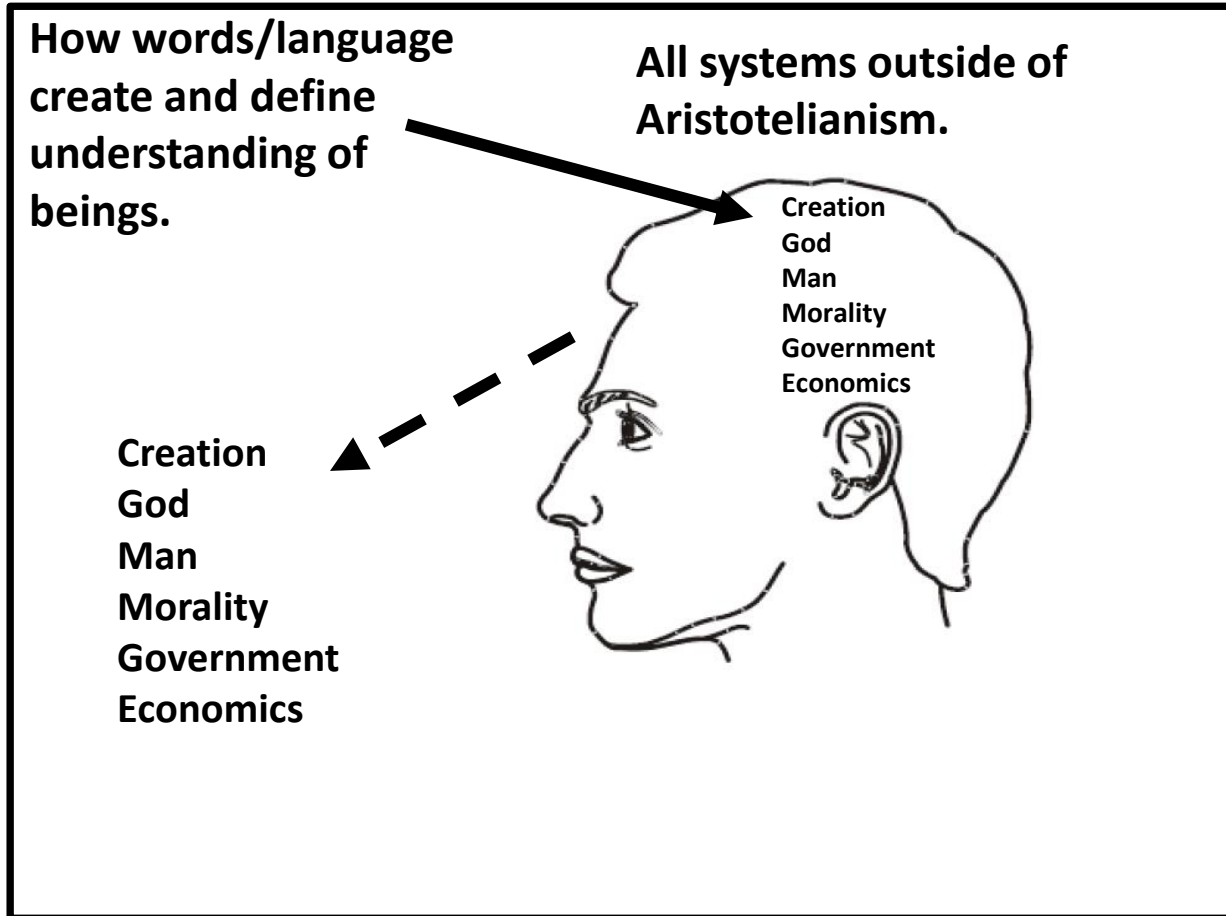 How words/language
create and define
understanding of
beings.
All systems outside of
Aristotelianism.
Creation
God
Man
Morality
Government
Economics
Creation
God
Man
Morality
Government
Economics